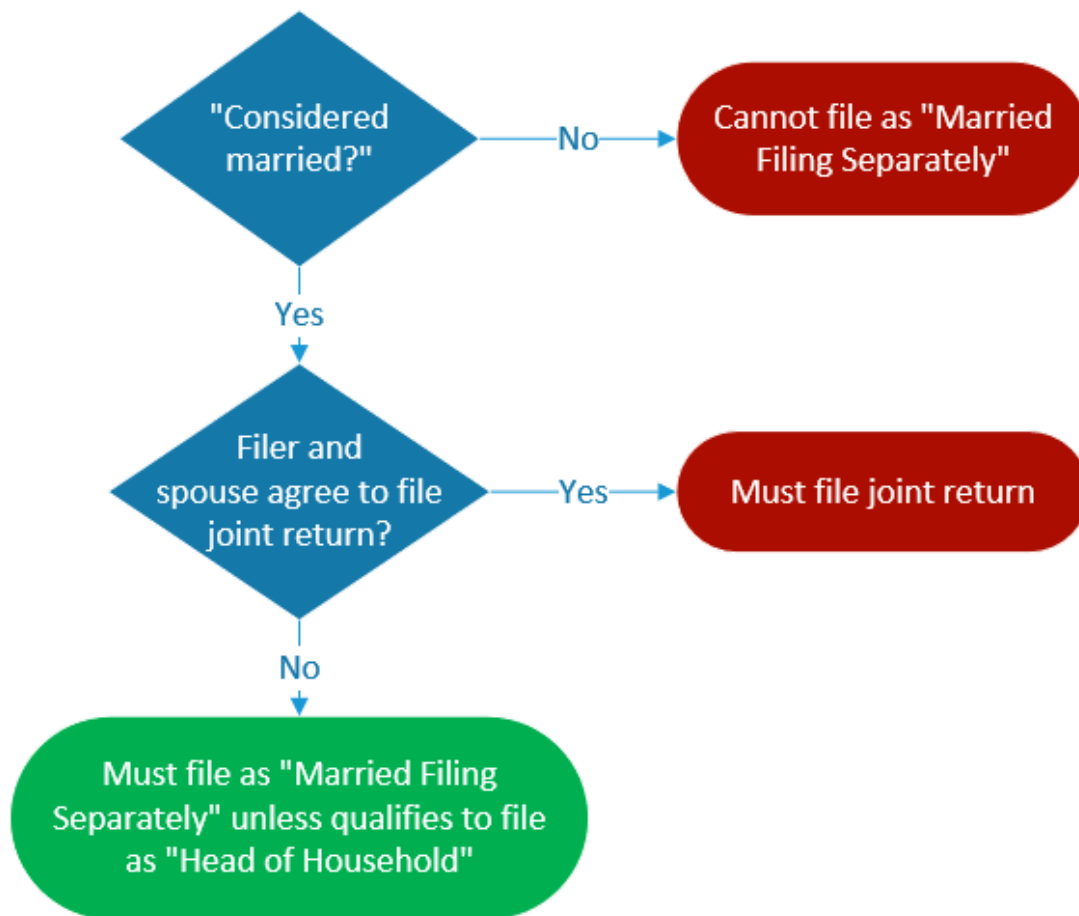 "Considered
married?"
No
Cannot file as "Married
Filing Separately"
Yes
Filer and
spouse agree to file
joint return?
Yes
Must file joint return
No
Must file as "Married Filing
Separately" unless qualifies to file
as "Head of Household"